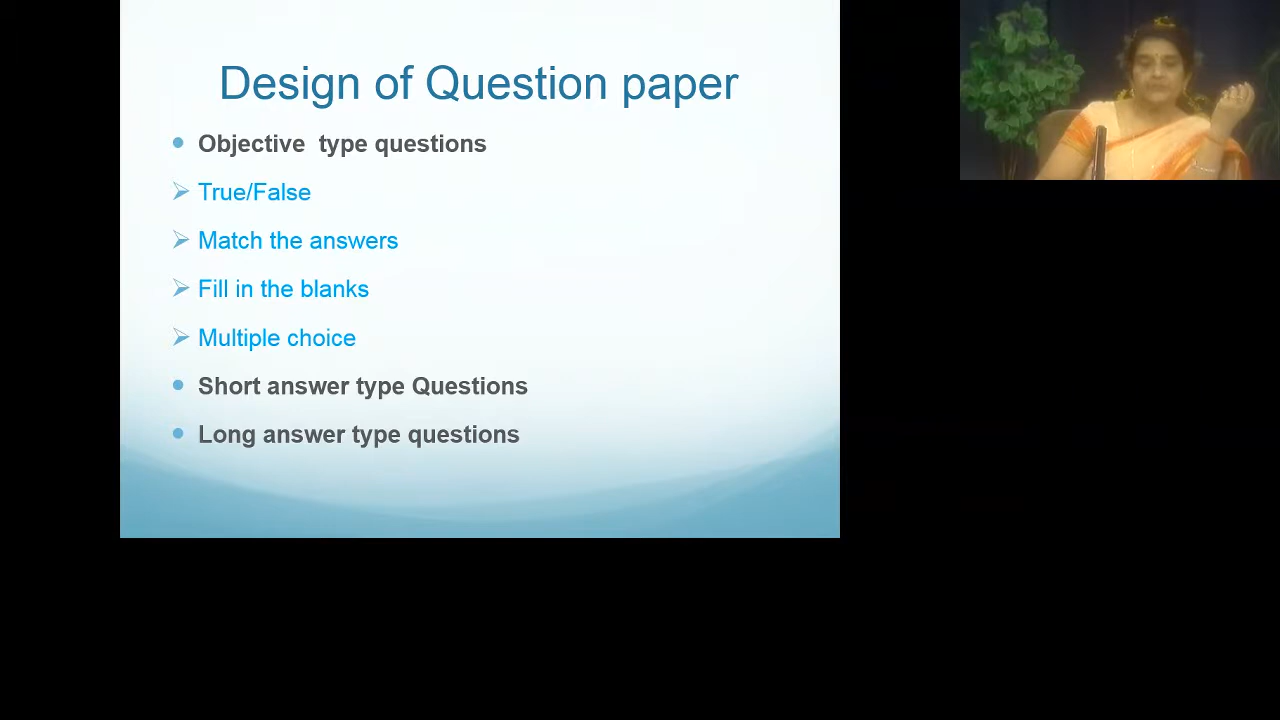 Design of Question paper
Objective type questions
True/False
Match the answers
Fill in the blanks
Multiple choice
Short answer type Questions
Long answer type questions